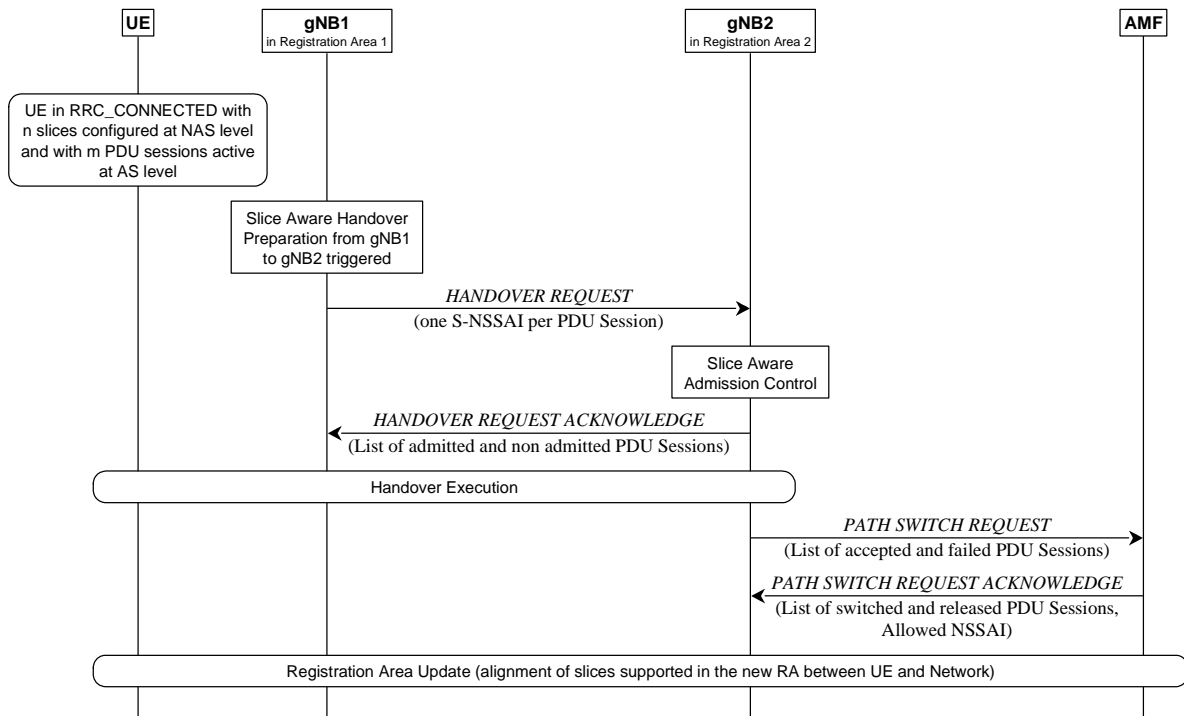 UE
gNB1
in Registration Area 1
gNB2
in Registration Area 2
AMF
UE in RRC_CONNECTED with
n slices configured at NAS level
and with m PDU sessions active
at AS level
Slice Aware Handover
Preparation from gNB1
to gNB2 triggered
HANDOVER REQUEST
(one S-NSSAI per PDU Session)
Slice Aware
Admission Control
HANDOVER REQUEST ACKNOWLEDGE
(List of admitted and non admitted PDU Sessions)
Handover Execution
PATH SWITCH REQUEST
(List of accepted and failed PDU Sessions)
PATH SWITCH REQUEST ACKNOWLEDGE
(List of switched and released PDU Sessions,
Allowed NSSAI)
Registration Area Update (alignment of slices supported in the new RA between UE and Network)